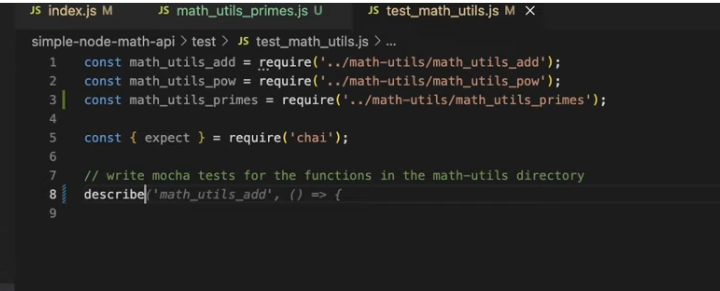 JS index.js M JS math_utils_primes.js U JS test_math_utils.js M ×
simple-node-math-api > test > JS test_math_utils.js > ...
1 const math_utils_add = require('../math-utils/math_utils_add');
2 const math_utils_pow = require('../math-utils/math_utils_pow');
3 const math_utils_primes = require('../math-utils/math_utils_primes');
4
5 const { expect } = require('chai');
6
7 // write mocha tests for the functions in the math-utils directory
8 describe('math_utils_add', () => {
9